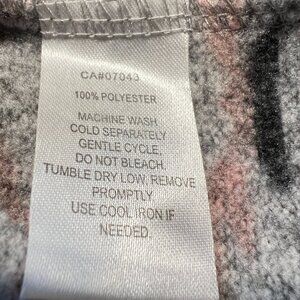 CA#07043
100% POLYESTER
MACHINE WASH
COLD SEPARATELY
GENTLE CYCLE.
DO NOT BLEACH.
TUMBLE DRY LOW, REMOVE
PROMPTLY
USE COOL IRON IF
NEEDED.